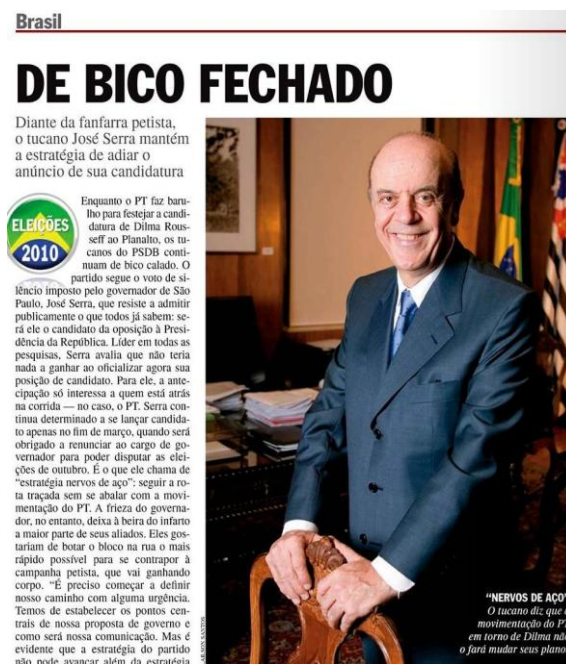 Brasil
DE BICO FECHADO
Diante da fanfarra petista,
o tucano José Serra mantém
a estratégia de adiar o
anúncio de sua candidatura
ELEIÇÕES
2010
Enquanto o PT faz baru-
lho para festejar a candi-
datura de Dilma Rous-
seff ao Planalto, os tu-
canos do PSDB conti-
nuam de bico calado. O
partido segue o voto de si-
lêncio imposto pelo governador de São
Paulo, José Serra, que resiste a admitir
publicamente o que todos já sabem: se-
rá ele o candidato da oposição à Presi-
dência da República. Líder em todas as
pesquisas, Serra avalia que não teria
nada a ganhar ao oficializar agora sua
posição de candidato. Para ele, a ante-
cipação só interessa a quem está atrás
na corrida — no caso, o PT. Serra con-
tinua determinado a se lançar candida-
to apenas no fim de março, quando será
obrigado a renunciar ao cargo de go-
vernador para poder disputar as elei-
ções de outubro. É o que ele chama de
"estratégia nervos de aço": seguir a ro-
ta traçada sem se abalar com a movi-
mentação do PT. A frieza do governa-
dor, no entanto, deixa à beira do infarto
a maior parte de seus aliados. Eles gos-
tariam de botar o bloco na rua o mais
rápido possível para se contrapor à
campanha petista, que vai ganhando
corpo. "É preciso começar a definir
nosso caminho com alguma urgência.
Temos de estabelecer os pontos cen-
trais de nossa proposta de governo e
como será nossa comunicação. Mas é
evidente que a estratégia do partido
não pode avançar além da estratégia
"NERVOS DE AÇO"
O tucano diz que a
movimentação do PT
em torno de Dilma não
o fará mudar seus planos